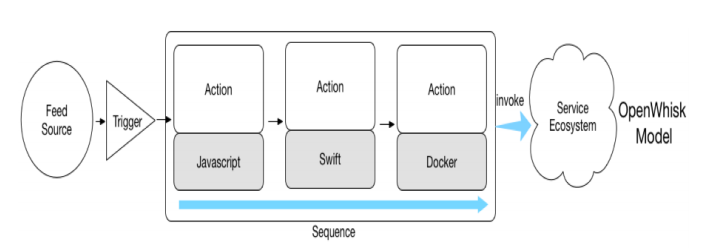 Feed
Source
Trigger
Action
Javascript
Action
Swift
Action
Docker
Sequence
invoke
Service
Ecosystem
OpenWhisk
Model